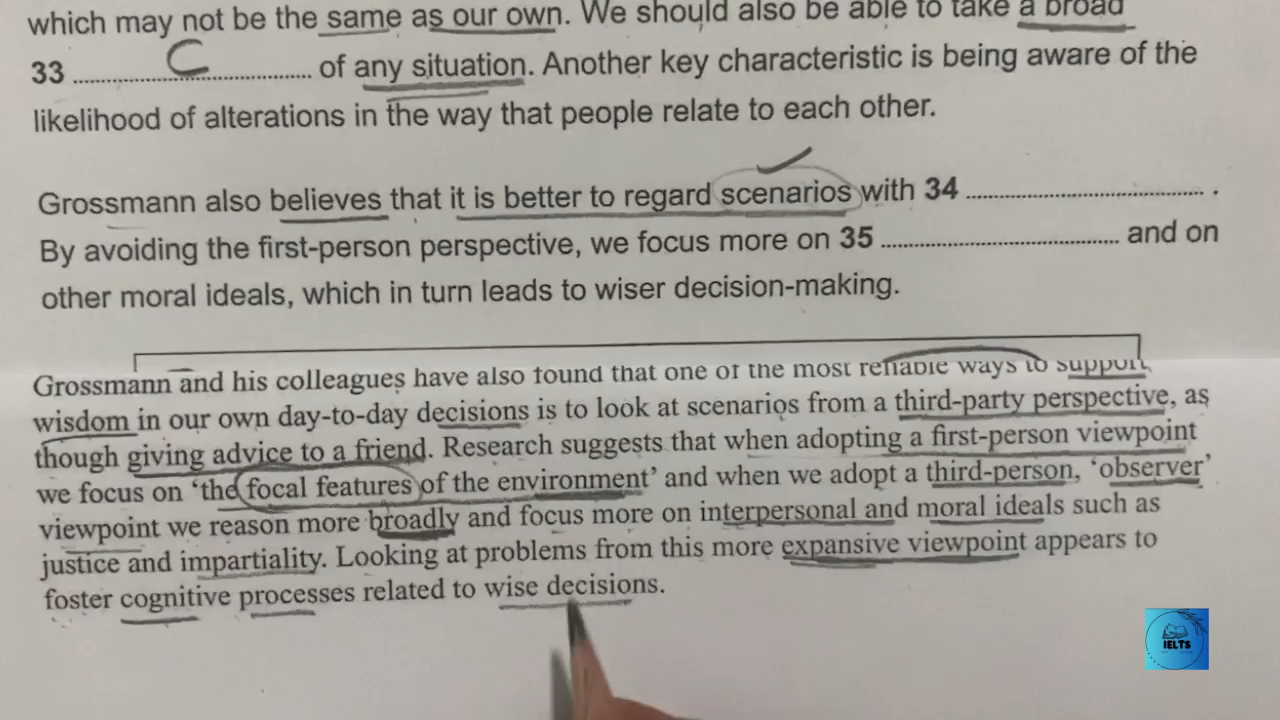 which may not be the same as our own. We should also be able to take a broad
33 ........................................ of any situation. Another key characteristic is being aware of the
C
likelihood of alterations in the way that people relate to each other.
Grossmann also believes that it is better to regard scenarios with 34 ........................................ .
By avoiding the first-person perspective, we focus more on 35 ........................................ and on
other moral ideals, which in turn leads to wiser decision-making.
Grossmann and his colleagues have also found that one of the most reliable ways to support
wisdom in our own day-to-day decisions is to look at scenarios from a third-party perspective, as
though giving advice to a friend. Research suggests that when adopting a first-person viewpoint
we focus on ‘the focal features of the environment’ and when we adopt a third-person, ‘observer’
viewpoint we reason more broadly and focus more on interpersonal and moral ideals such as
justice and impartiality. Looking at problems from this more expansive viewpoint appears to
foster cognitive processes related to wise decisions.
IELTS